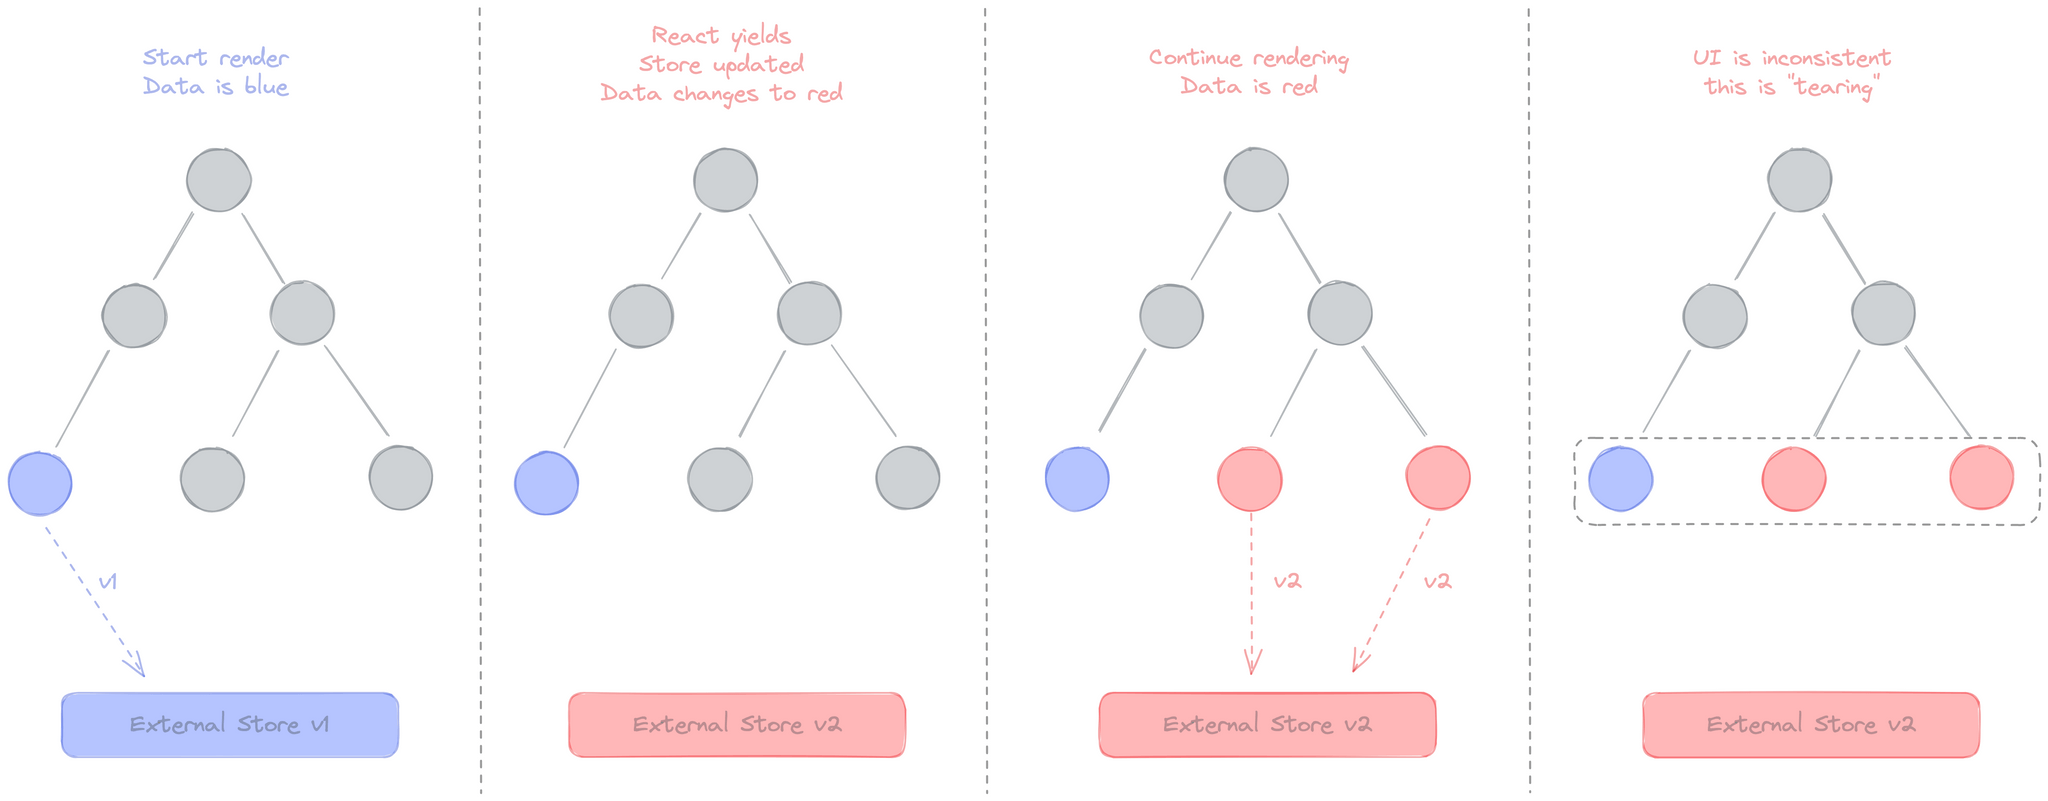 Start render
Data is blue
v1
External Store v1
React yields
Store updated
Data changes to red
External Store v2
Continue rendering
Data is red
v2
v2
External Store v2
UI is inconsistent
this is "tearing"
External Store v2